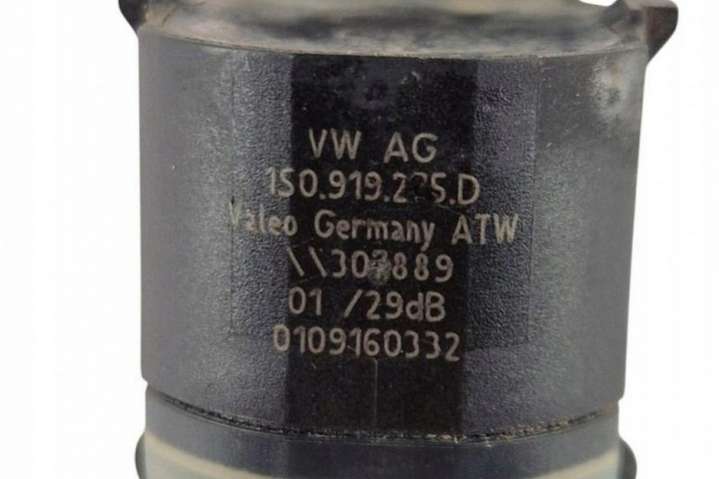 VW AG
1S0.919.275.D
Valeo Germany ATW
\\307889
01 /29dB
0109160332